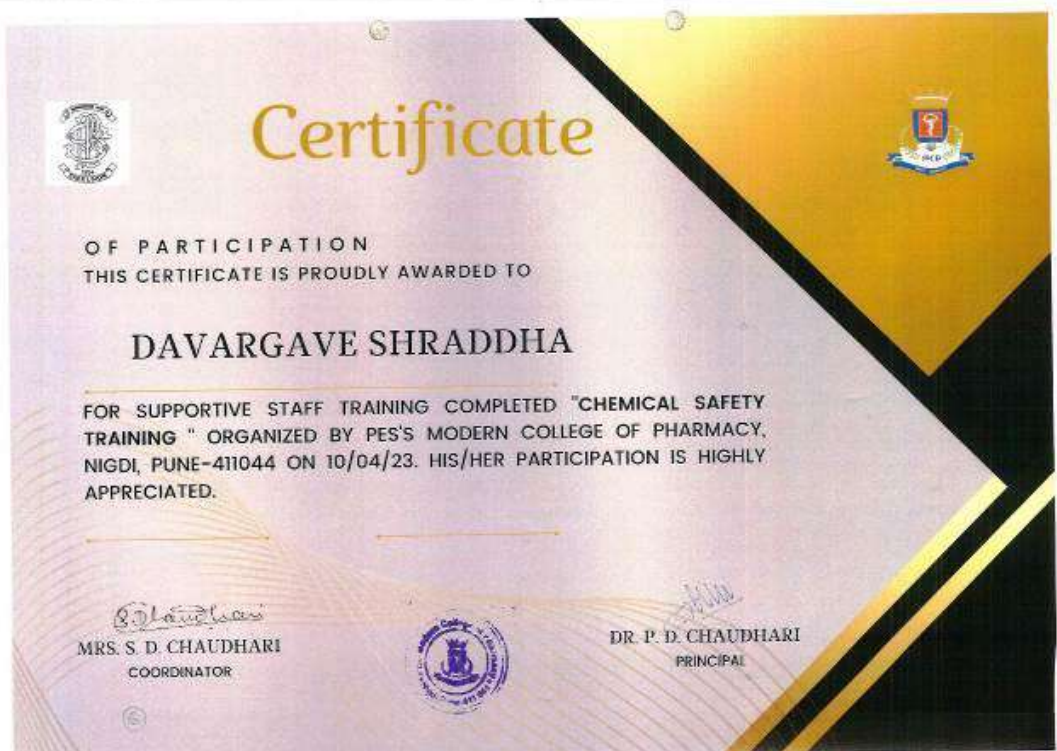 Certificate
OF PARTICIPATION
THIS CERTIFICATE IS PROUDLY AWARDED TO
DAVARGAVE SHRADDHA
FOR SUPPORTIVE STAFF TRAINING COMPLETED "CHEMICAL SAFETY
TRAINING " ORGANIZED BY PES'S MODERN COLLEGE OF PHARMACY,
NIGDI, PUNE-411044 ON 10/04/23. HIS/HER PARTICIPATION IS HIGHLY
APPRECIATED.
MRS. S. D. CHAUDHARI
COORDINATOR
DR. P. D. CHAUDHARI
PRINCIPAL